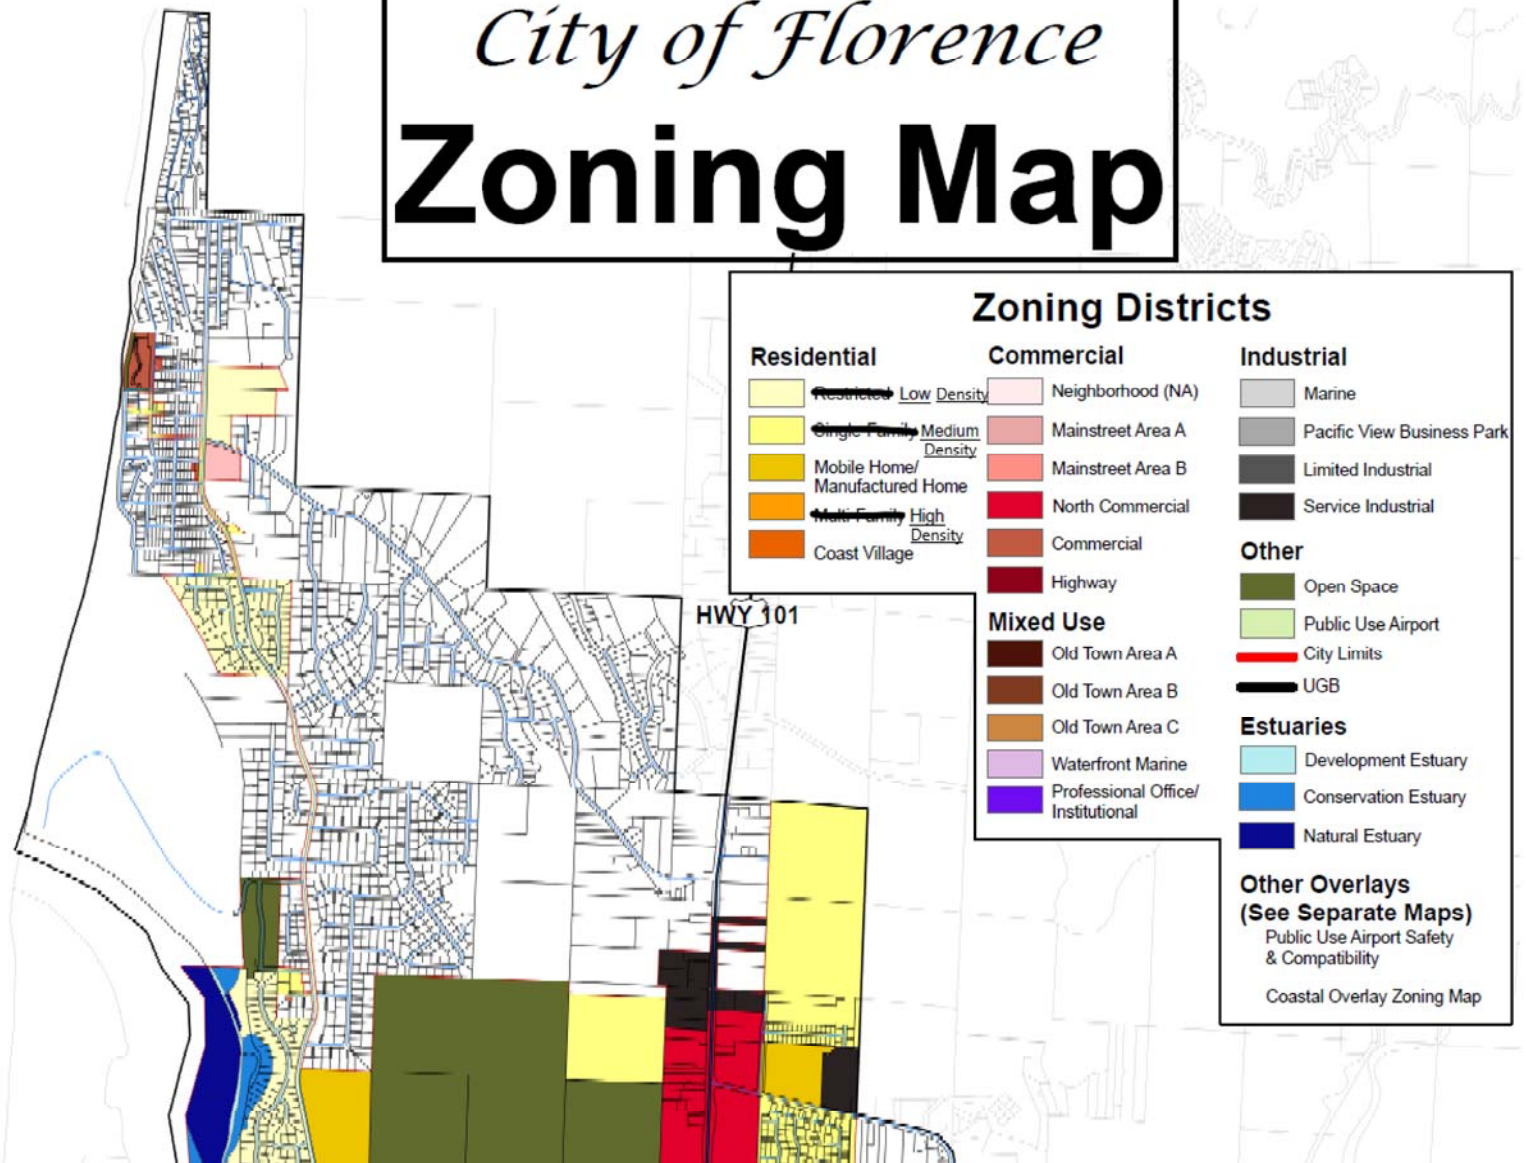 City of Florence
Zoning Map
Zoning Districts
Residential
Restricted Low Density
Single Family Medium
Density
Mobile Home/
Manufactured Home
Multi-Family High
Density
Coast Village
Commercial
Neighborhood (NA)
Mainstreet Area A
Mainstreet Area B
North Commercial
Commercial
Highway
Mixed Use
Old Town Area A
Old Town Area B
Old Town Area C
Waterfront Marine
Professional Office/
Institutional
Industrial
Marine
Pacific View Business Park
Limited Industrial
Service Industrial
Other
Open Space
Public Use Airport
City Limits
UGB
Estuaries
Development Estuary
Conservation Estuary
Natural Estuary
Other Overlays
(See Separate Maps)
Public Use Airport Safety
& Compatibility
Coastal Overlay Zoning Map
HWY 101